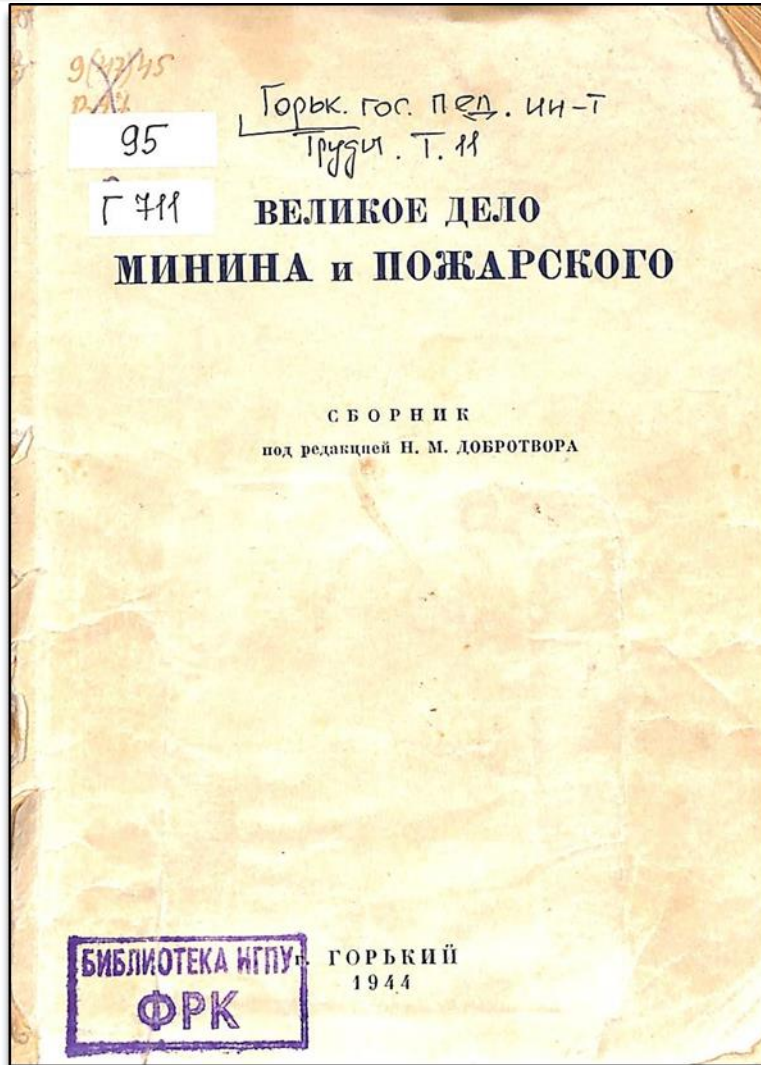 9(47)45
Горьк. гос. пед. ин-т
Труды. Т. 11
95
Г 711
ВЕЛИКОЕ ДЕЛО
МИНИНА и ПОЖАРСКОГО
СБОРНИК
под редакцией Н. М. ДОБРОТВОРА
г. ГОРЬКИЙ
1944
БИБЛИОТЕКА НГПУ
ФРК